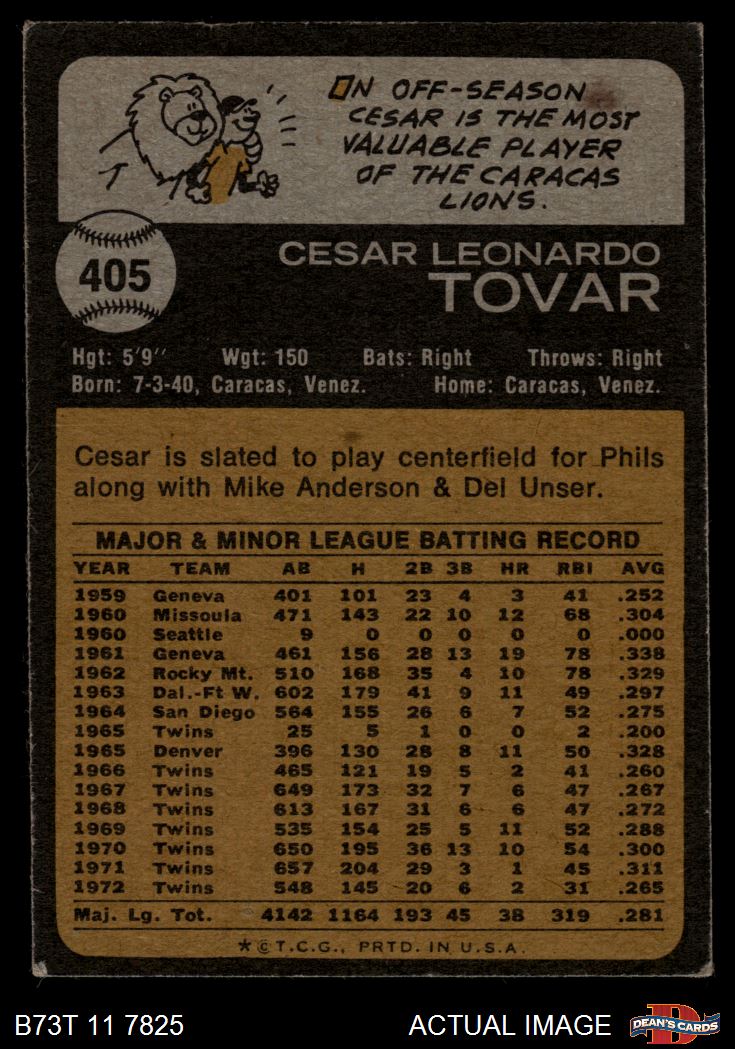 ON OFF-SEASON
CESAR IS THE MOST
VALUABLE PLAYER
OF THE CARACAS
LIONS.
405
CESAR LEONARDO
TOVAR
Hgt: 5'9" Wgt: 150 Bats: Right Throws: Right
Born: 7-3-40, Caracas, Venez. Home: Caracas, Venez.
Cesar is slated to play centerfield for Phils
along with Mike Anderson & Del Unser.
MAJOR & MINOR LEAGUE BATTING RECORD
YEAR TEAM AB H 2B 3B HR RBI AVG
1959 Geneva 401 101 23 4 3 41 .252
1960 Missoula 471 143 22 10 12 68 .304
1960 Seattle 9 0 0 0 0 0 .000
1961 Geneva 461 156 28 13 19 78 .338
1962 Rocky Mt. 510 168 35 4 10 78 .329
1963 Dal.-Ft W. 602 179 41 9 11 49 .297
1964 San Diego 564 155 26 6 7 52 .275
1965 Twins 25 5 1 0 0 2 .200
1965 Denver 396 130 28 8 11 50 .328
1966 Twins 465 121 19 5 2 41 .260
1967 Twins 649 173 32 7 6 47 .267
1968 Twins 613 167 31 6 6 47 .272
1969 Twins 535 154 25 5 11 52 .288
1970 Twins 650 195 36 13 10 54 .300
1971 Twins 657 204 29 3 1 45 .311
1972 Twins 548 145 20 6 2 31 .265
Maj. Lg. Tot. 4142 1164 193 45 38 319 .281
★ © T.C.G., PRTD. IN U.S.A.
B73T 11 7825 ACTUAL IMAGE D DEAN'S CARDS